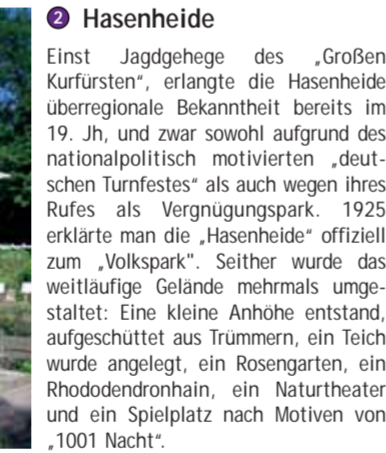 2 Hasenheide
Einst Jagdgehege des „Großen
Kurfürsten“, erlangte die Hasenheide
überregionale Bekanntheit bereits im
19. Jh, und zwar sowohl aufgrund des
nationalpolitisch motivierten „deut-
schen Turnfestes“ als auch wegen ihres
Rufes als Vergnügungspark. 1925
erklärte man die „Hasenheide“ offiziell
zum „Volkspark". Seither wurde das
weitläufige Gelände mehrmals umge-
staltet: Eine kleine Anhöhe entstand,
aufgeschüttet aus Trümmern, ein Teich
wurde angelegt, ein Rosengarten, ein
Rhododendronhain, ein Naturtheater
und ein Spielplatz nach Motiven von
„1001 Nacht“.